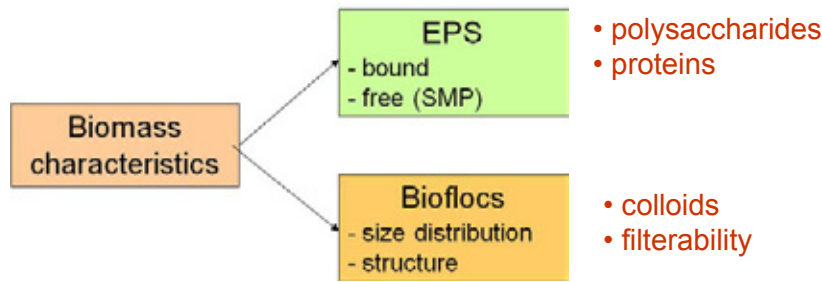 EPS
- bound
- free (SMP)
• polysaccharides
• proteins
Biomass
characteristics
Bioflocs
- size distribution
- structure
• colloids
• filterability